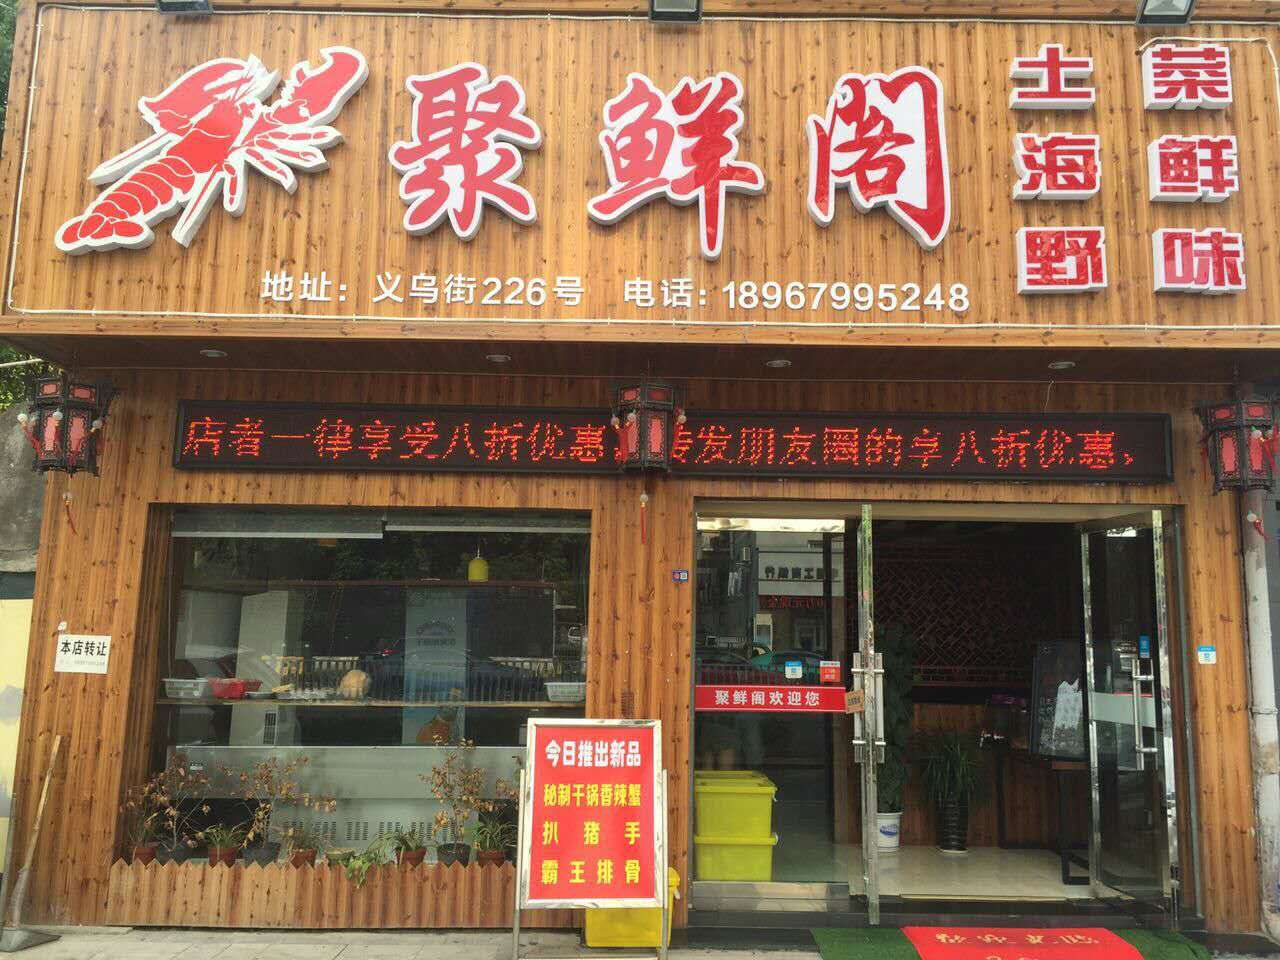 聚鲜阁
土菜
海鲜
野味
地址：义乌街226号 电话：18967995248
店者一律享受八折优惠
转发朋友圈的享八折优惠，
本店转让
聚鲜阁欢迎您
今日推出新品
秘制干锅香辣蟹
扒猪手
霸王排骨